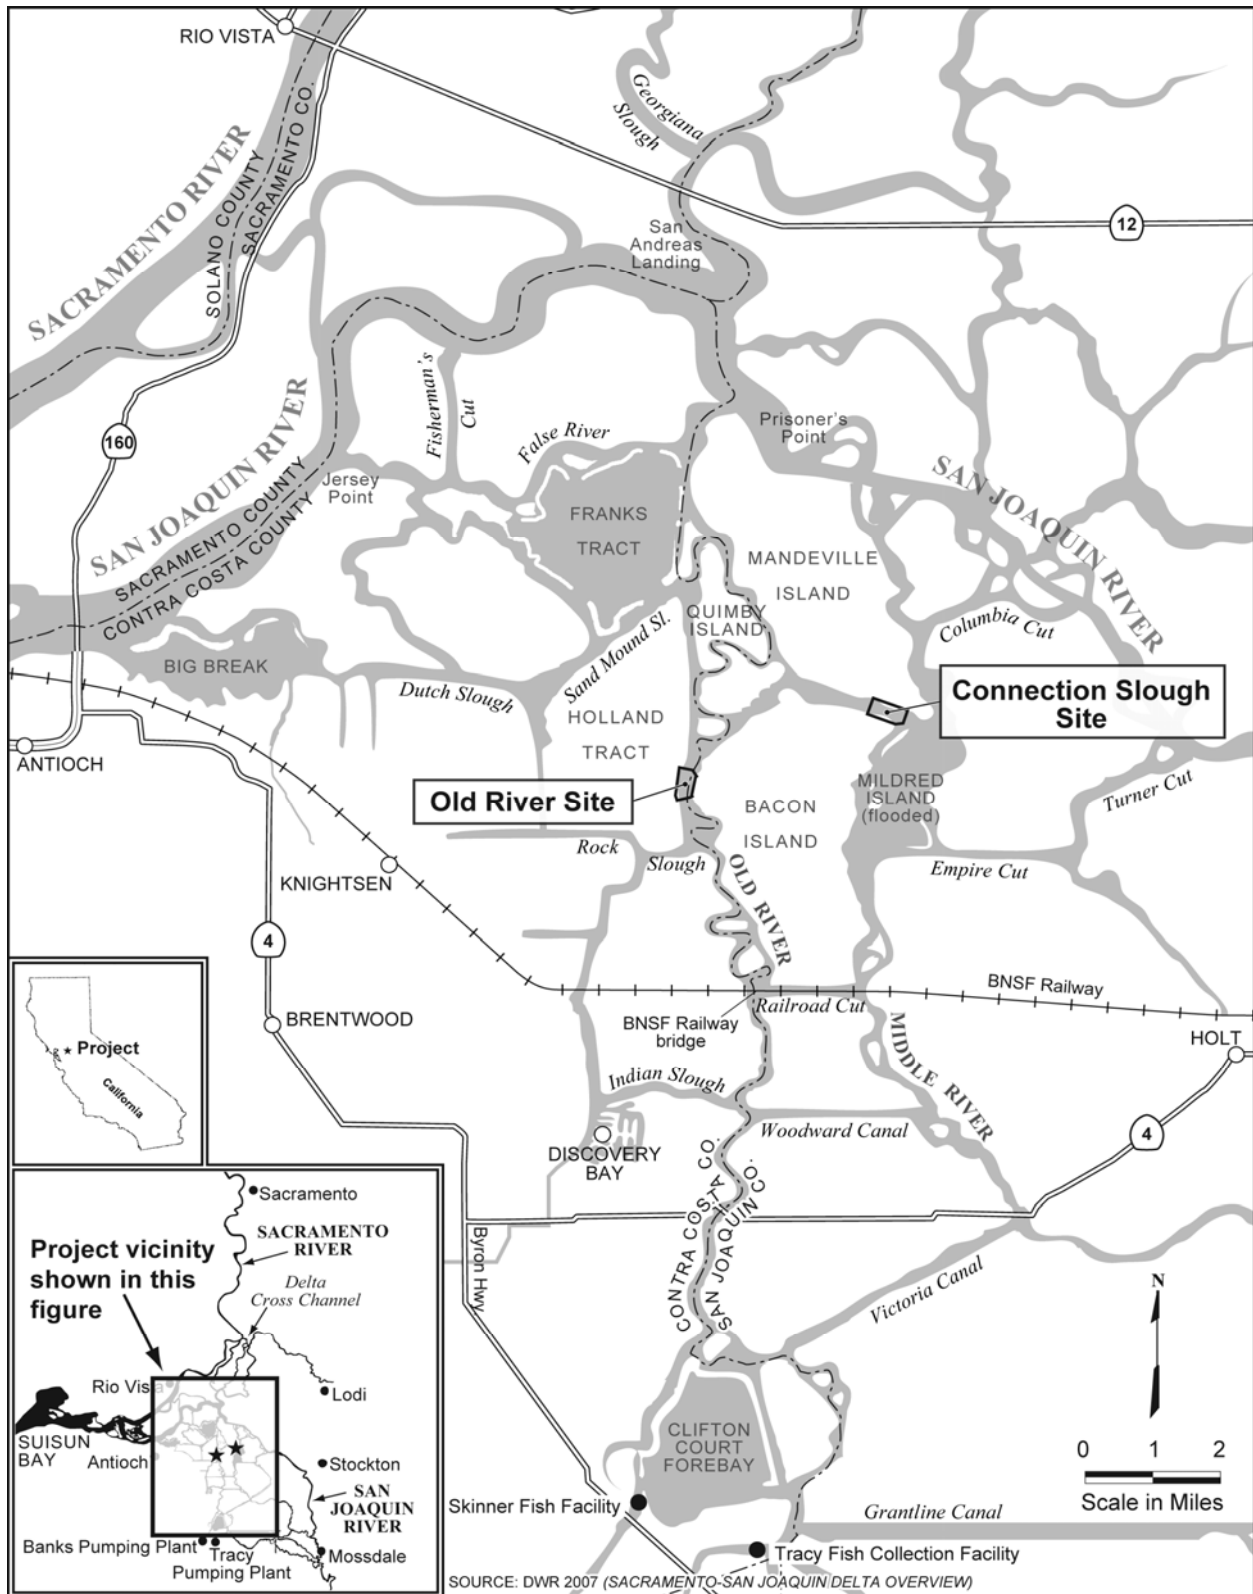 RIO VISTA
Georgiana
Slough
SACRAMENTO RIVER
SOLANO COUNTY
SACRAMENTO CO.
12
San
Andreas
Landing
160
SAN JOAQUIN RIVER
SACRAMENTO COUNTY
CONTRA COSTA COUNTY
Fisherman's
Cut
False River
Prisoner's
Point
SAN JOAQUIN RIVER
Jersey
Point
FRANKS
TRACT
MANDEVILLE
ISLAND
QUIMBY
ISLAND
Columbia Cut
BIG BREAK
Dutch Slough
Sand Mound Sl.
HOLLAND
TRACT
Connection Slough
Site
ANTIOCH
Old River Site
BACON
ISLAND
MILDRED
ISLAND
(flooded)
Turner Cut
Rock
Slough
OLD RIVER
Empire Cut
KNIGHTSEN
4
BNSF Railway
Railroad Cut
BNSF Railway
bridge
MIDDLE RIVER
HOLT
BRENTWOOD
Indian Slough
Woodward Canal
4
DISCOVERY
BAY
CONTRA COSTA CO.
SAN JOAQUIN CO.
Byron Hwy
Victoria Canal
N
CLIFTON
COURT
FOREBAY
0 1 2
Scale in Miles
Skinner Fish Facility
Grantline Canal
Tracy Fish Collection Facility
SOURCE: DWR 2007 (SACRAMENTO-SAN JOAQUIN DELTA OVERVIEW)
Project
California
Sacramento
SACRAMENTO
RIVER
Project vicinity
shown in this
figure
Delta
Cross Channel
Rio Vista
Lodi
SUISUN
BAY
Antioch
Stockton
SAN
JOAQUIN
RIVER
Banks Pumping Plant
Tracy
Pumping Plant
Mossdale